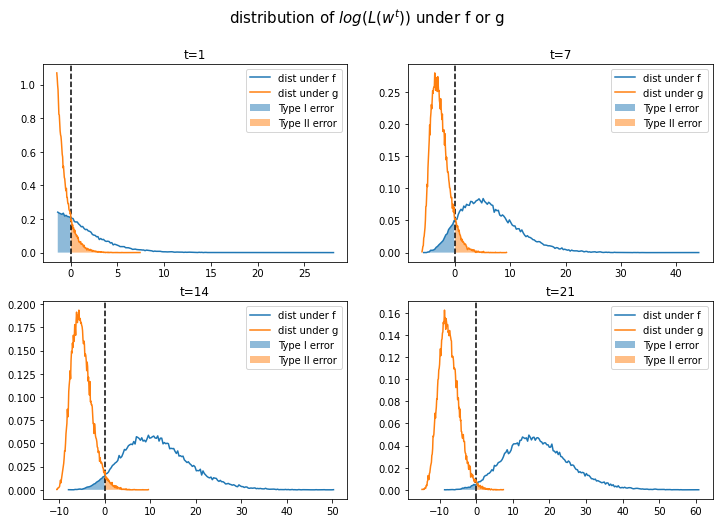 distribution of log(L(w^t)) under f or g
t=1
1.0
0.8
0.6
0.4
0.2
0.0
0 5 10 15 20 25
dist under f
dist under g
Type I error
Type II error
t=7
0.25
0.20
0.15
0.10
0.05
0.00
0 10 20 30 40
dist under f
dist under g
Type I error
Type II error
t=14
0.200
0.175
0.150
0.125
0.100
0.075
0.050
0.025
0.000
−10 0 10 20 30 40 50
dist under f
dist under g
Type I error
Type II error
t=21
0.16
0.14
0.12
0.10
0.08
0.06
0.04
0.02
0.00
−10 0 10 20 30 40 50 60
dist under f
dist under g
Type I error
Type II error